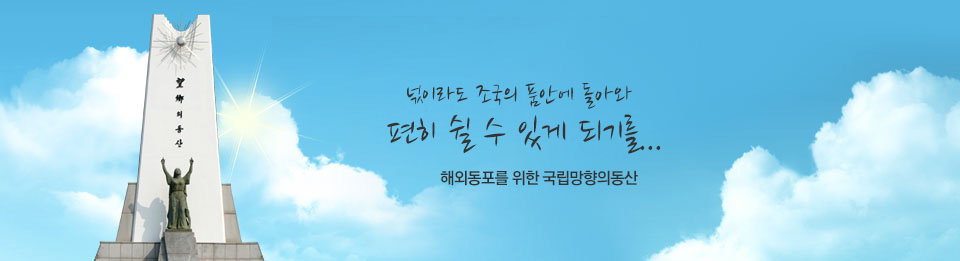 望鄕의동산
넋이라도 조국의 품안에 돌아와
편히 쉴 수 있게 되기를...
해외동포를 위한 국립망향의동산